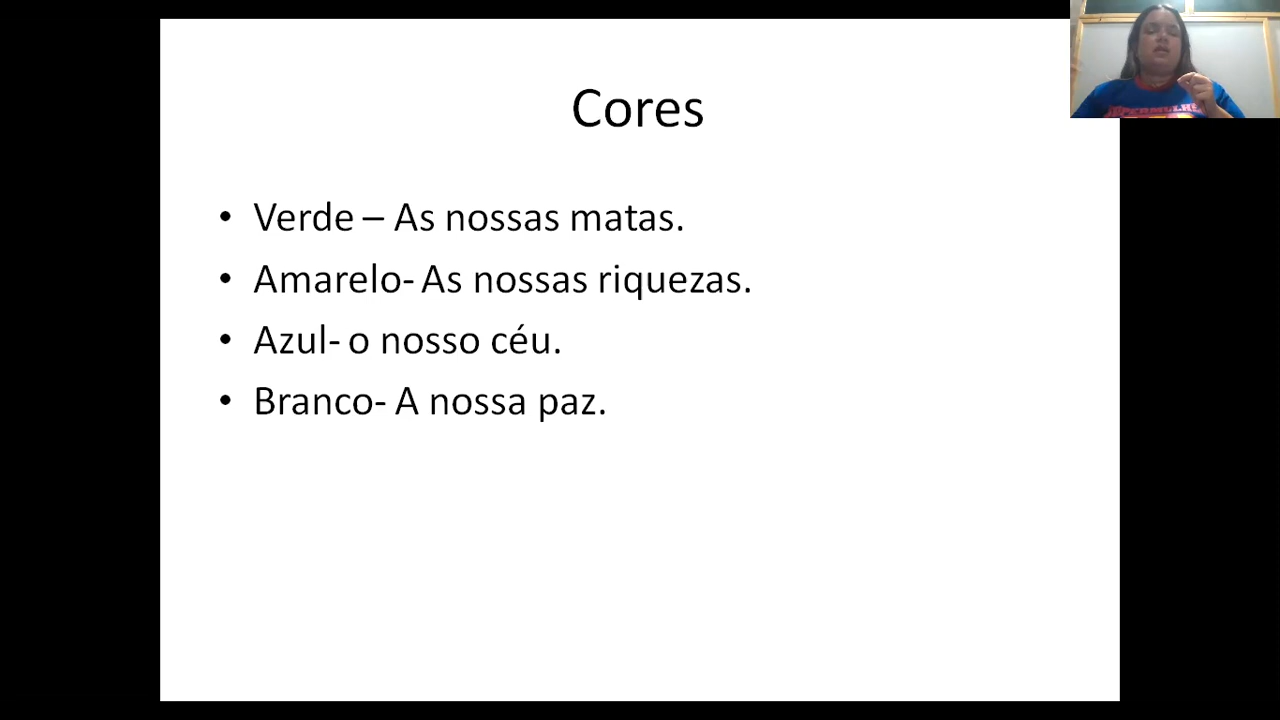 Cores
• Verde – As nossas matas.
• Amarelo- As nossas riquezas.
• Azul- o nosso céu.
• Branco- A nossa paz.